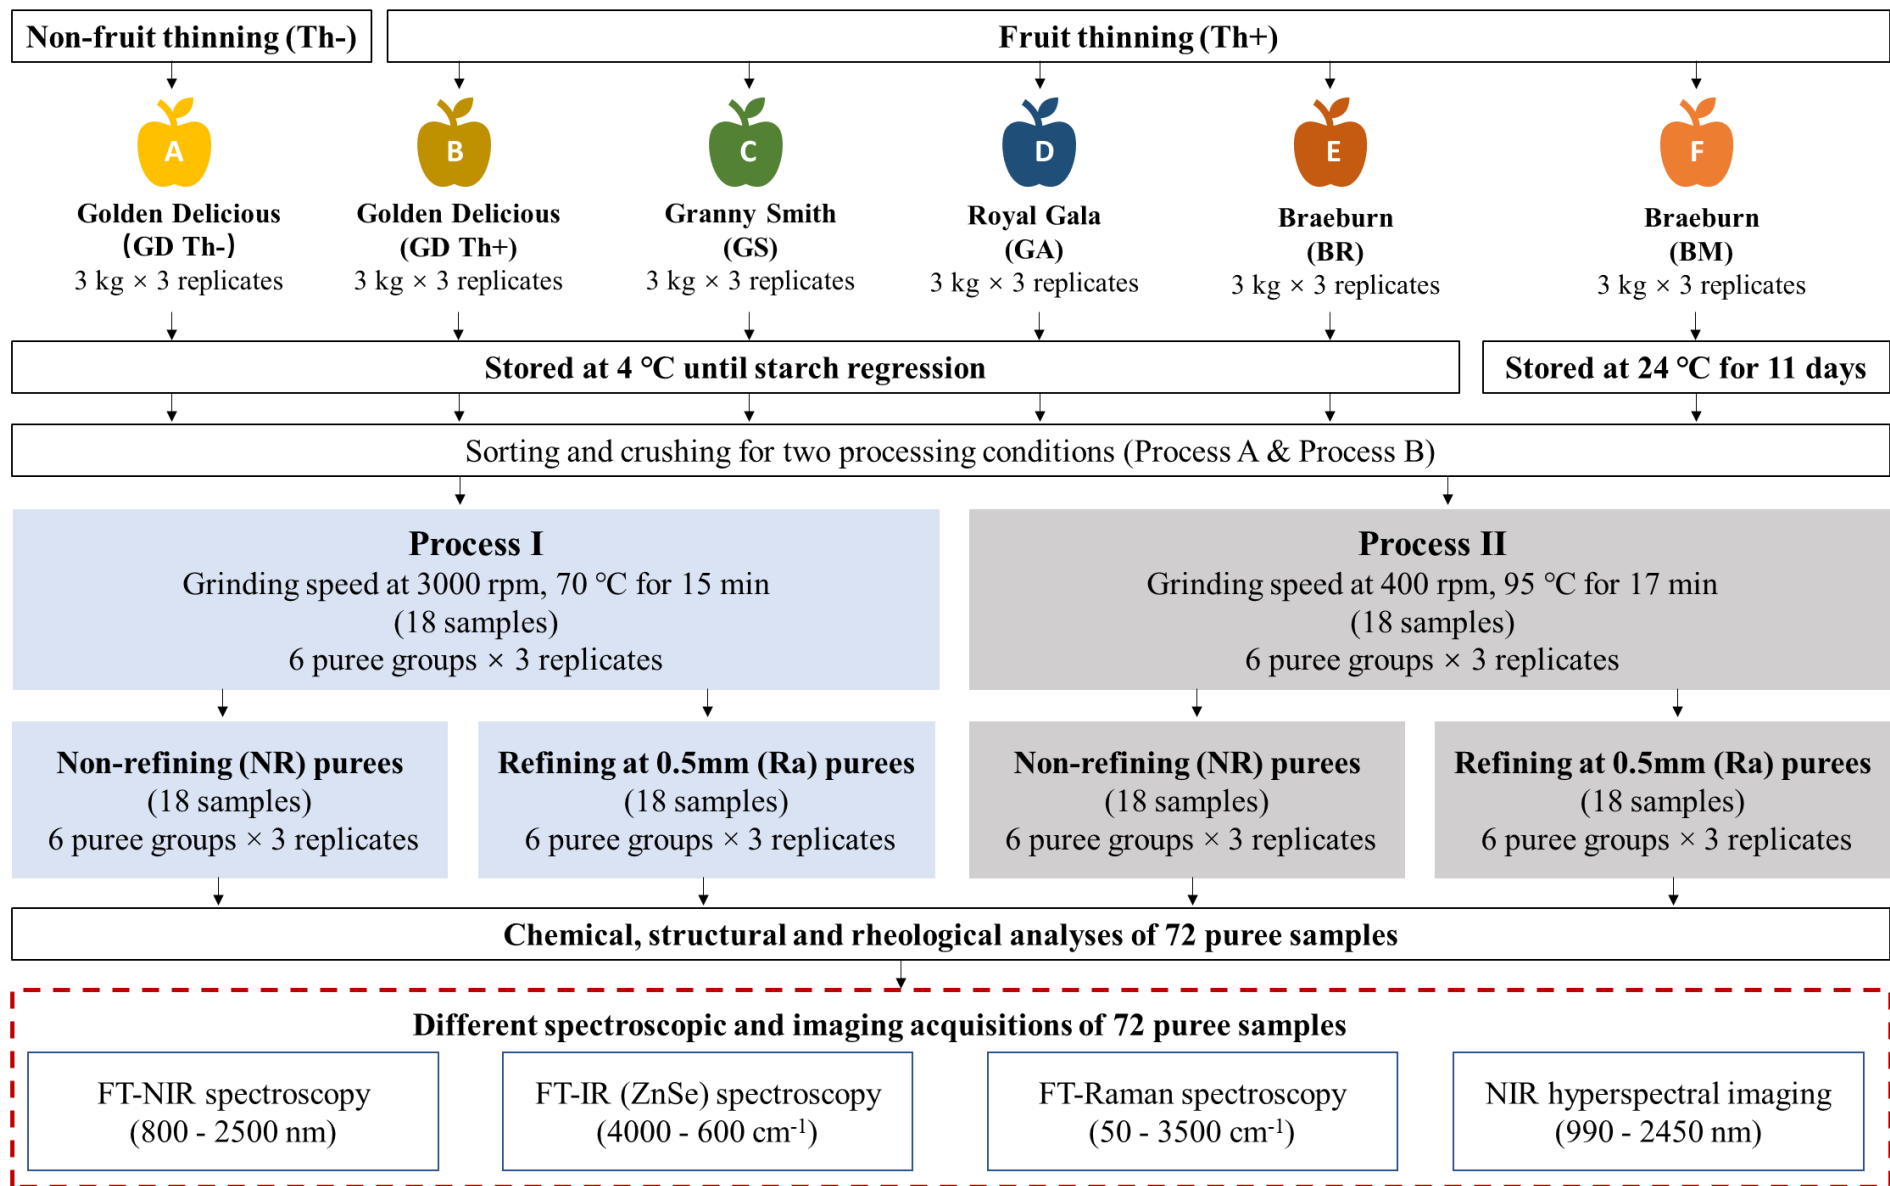 Non-fruit thinning (Th-)
Fruit thinning (Th+)
A
B
C
D
E
F
Golden Delicious
(GD Th-)
3 kg × 3 replicates
Golden Delicious
(GD Th+)
3 kg × 3 replicates
Granny Smith
(GS)
3 kg × 3 replicates
Royal Gala
(GA)
3 kg × 3 replicates
Braeburn
(BR)
3 kg × 3 replicates
Braeburn
(BM)
3 kg × 3 replicates
Stored at 4 °C until starch regression
Stored at 24 °C for 11 days
Sorting and crushing for two processing conditions (Process A & Process B)
Process I
Grinding speed at 3000 rpm, 70 °C for 15 min
(18 samples)
6 puree groups × 3 replicates
Process II
Grinding speed at 400 rpm, 95 °C for 17 min
(18 samples)
6 puree groups × 3 replicates
Non-refining (NR) purees
(18 samples)
6 puree groups × 3 replicates
Refining at 0.5mm (Ra) purees
(18 samples)
6 puree groups × 3 replicates
Non-refining (NR) purees
(18 samples)
6 puree groups × 3 replicates
Refining at 0.5mm (Ra) purees
(18 samples)
6 puree groups × 3 replicates
Chemical, structural and rheological analyses of 72 puree samples
Different spectroscopic and imaging acquisitions of 72 puree samples
FT-NIR spectroscopy
(800 - 2500 nm)
FT-IR (ZnSe) spectroscopy
(4000 - 600 cm⁻¹)
FT-Raman spectroscopy
(50 - 3500 cm⁻¹)
NIR hyperspectral imaging
(990 - 2450 nm)